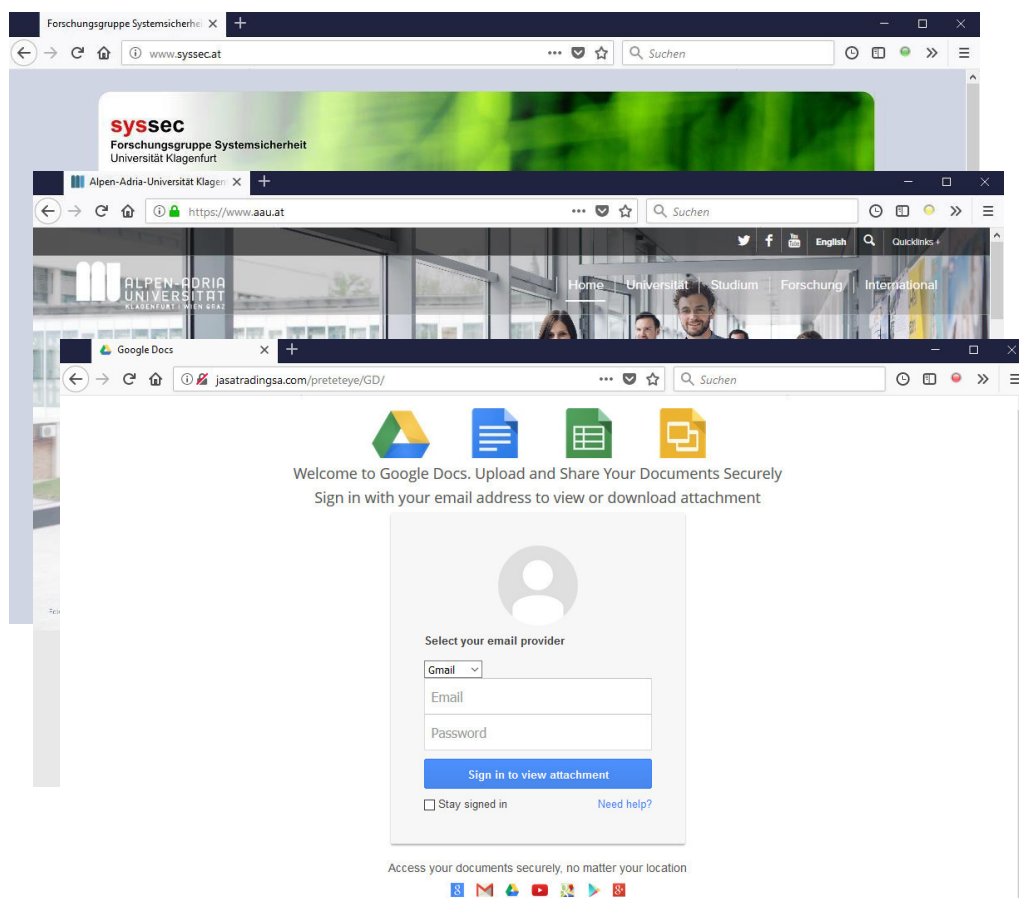 Forschungsgruppe Systemsicherhe
www.syssec.at
Suchen
syssec
Forschungsgruppe Systemsicherheit
Universität Klagenfurt
Alpen-Adria-Universität Klagen
https://www.aau.at
Suchen
You Tube
English
Quicklinks +
ALPEN-ADRIA
UNIVERSITÄT
KLAGENFURT | WIEN GRAZ
Home
Universität
Studium
Forschung
International
Google Docs
jasatradingsa.com/preteteye/GD/
Suchen
Welcome to Google Docs. Upload and Share Your Documents Securely
Sign in with your email address to view or download attachment
Select your email provider
Gmail
Email
Password
Sign in to view attachment
Stay signed in
Need help?
Access your documents securely, no matter your location